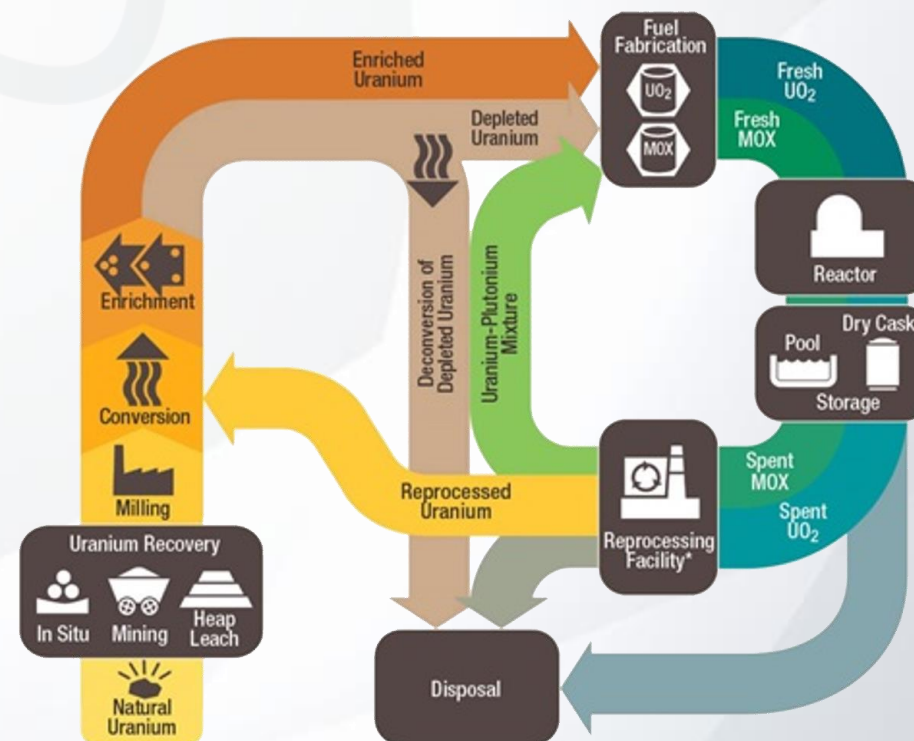 Fuel
Fabrication
UO₂
MOX
Enriched
Uranium
Depleted
Uranium
Fresh
UO₂
Fresh
MOX
Reactor
Pool
Dry Cask
Storage
Enrichment
Conversion
Milling
Deconversion of
Depleted Uranium
Uranium-Plutonium
Mixture
Reprocessed
Uranium
Reprocessing
Facility*
Spent
MOX
Spent
UO₂
Uranium Recovery
In Situ
Mining
Heap
Leach
Natural
Uranium
Disposal